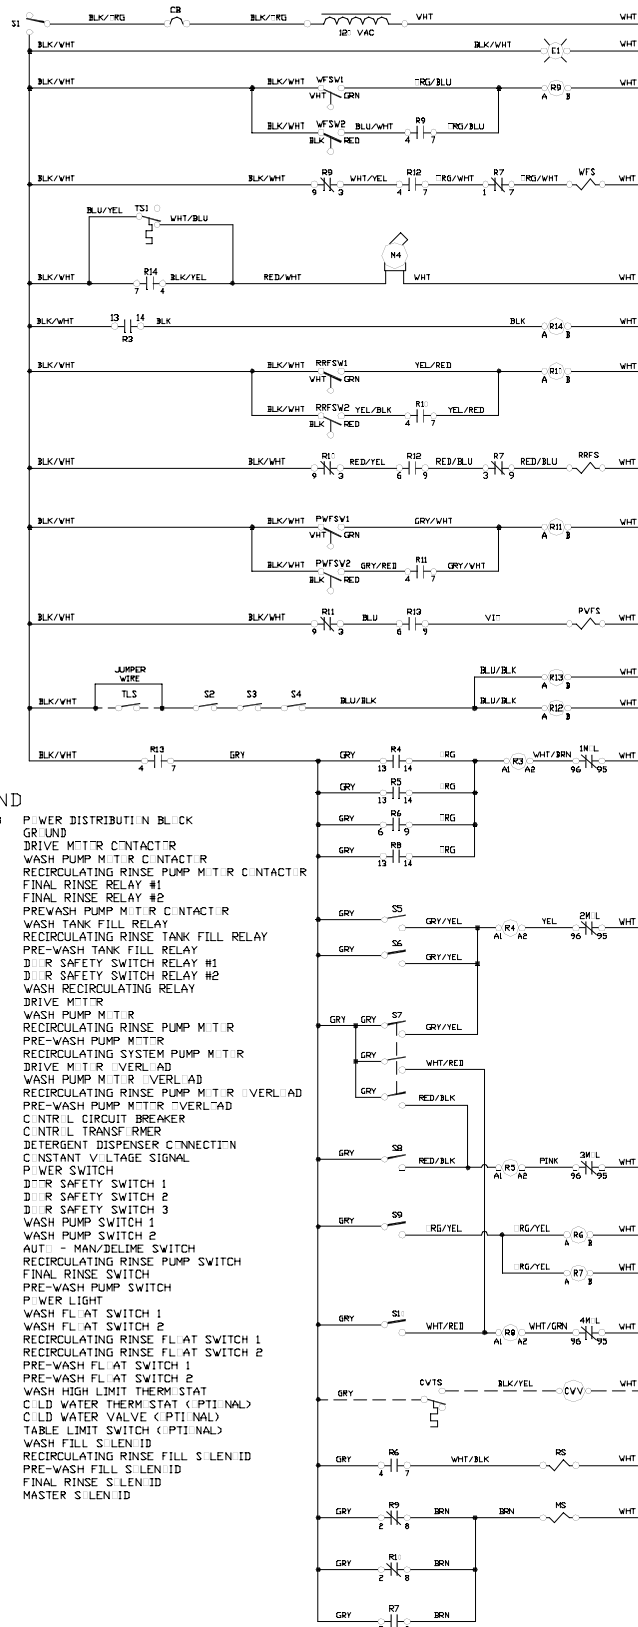 S1 BLK/ORG CB BLK/ORG 120 VAC WHT WHT
BLK/WHT BLK/WHT E1 WHT
BLK/WHT BLK/WHT WFSW1 WHT GRN ORG/BLU R9 A B WHT
BLK/WHT WFSW2 BLK RED BLU/WHT R9 4 7 ORG/BLU
BLK/WHT BLK/WHT R9 9 3 WHT/YEL R12 4 7 ORG/WHT R7 1 7 ORG/WHT WFS WHT
BLU/YEL TS1 WHT/BLU
BLK/WHT R14 7 4 BLK/YEL RED/WHT M4 WHT WHT
BLK/WHT 13 14 R3 BLK BLK R14 A B WHT
BLK/WHT BLK/WHT RRFSW1 WHT GRN YEL/RED R10 A B WHT
BLK/WHT RRFSW2 BLK RED YEL/BLK R10 4 7 YEL/RED
BLK/WHT BLK/WHT R10 9 3 RED/YEL R12 6 9 RED/BLU R7 3 9 RED/BLU RRFS WHT
BLK/WHT BLK/WHT PWFSW1 WHT GRN GRY/WHT R11 A B WHT
BLK/WHT PWFSW2 BLK RED GRY/RED R11 4 7 GRY/WHT
BLK/WHT BLK/WHT R11 9 3 BLU R13 6 9 VIO PWFS WHT
JUMPER
WIRE
BLU/BLK R13 A B WHT
BLK/WHT TLS S2 S3 S4 BLU/BLK BLU/BLK R12 A B WHT
BLK/WHT R13 4 7 GRY GRY R4 13 14 ORG R3 A1 A2 WHT/BRN 1MOL 96 95 WHT
GRY R5 13 14 ORG
GRY R6 6 9 ORG
GRY R8 13 14 ORG
ND
POWER DISTRIBUTION BLOCK
GROUND
DRIVE MOTOR CONTACTOR
WASH PUMP MOTOR CONTACTOR
RECIRCULATING RINSE PUMP MOTOR CONTACTOR
FINAL RINSE RELAY #1
FINAL RINSE RELAY #2
PREWASH PUMP MOTOR CONTACTOR
WASH TANK FILL RELAY
RECIRCULATING RINSE TANK FILL RELAY
PRE-WASH TANK FILL RELAY
DOOR SAFETY SWITCH RELAY #1
DOOR SAFETY SWITCH RELAY #2
WASH RECIRCULATING RELAY
DRIVE MOTOR
WASH PUMP MOTOR
RECIRCULATING RINSE PUMP MOTOR
PRE-WASH PUMP MOTOR
RECIRCULATING SYSTEM PUMP MOTOR
DRIVE MOTOR OVERLOAD
WASH PUMP MOTOR OVERLOAD
RECIRCULATING RINSE PUMP MOTOR OVERLOAD
PRE-WASH PUMP MOTOR OVERLOAD
CONTROL CIRCUIT BREAKER
CONTROL TRANSFORMER
DETERGENT DISPENSER CONNECTION
CONSTANT VOLTAGE SIGNAL
POWER SWITCH
DOOR SAFETY SWITCH 1
DOOR SAFETY SWITCH 2
DOOR SAFETY SWITCH 3
WASH PUMP SWITCH 1
WASH PUMP SWITCH 2
AUTO - MAN/DELIME SWITCH
RECIRCULATING RINSE PUMP SWITCH
FINAL RINSE SWITCH
PRE-WASH PUMP SWITCH
POWER LIGHT
WASH FLOAT SWITCH 1
WASH FLOAT SWITCH 2
RECIRCULATING RINSE FLOAT SWITCH 1
RECIRCULATING RINSE FLOAT SWITCH 2
PRE-WASH FLOAT SWITCH 1
PRE-WASH FLOAT SWITCH 2
WASH HIGH LIMIT THERMOSTAT
COLD WATER THERMOSTAT (OPTIONAL)
COLD WATER VALVE (OPTIONAL)
TABLE LIMIT SWITCH (OPTIONAL)
WASH FILL SOLENOID
RECIRCULATING RINSE FILL SOLENOID
PRE-WASH FILL SOLENOID
FINAL RINSE SOLENOID
MASTER SOLENOID
GRY S5 GRY/YEL R4 A1 A2 YEL 2MOL 96 95 WHT
GRY S6 GRY/YEL
GRY GRY S7 GRY/YEL
GRY WHT/RED
GRY RED/BLK
GRY S8 RED/BLK R5 A1 A2 PINK 3MOL 96 95 WHT
GRY S9 ORG/YEL ORG/YEL R6 A B WHT
ORG/YEL R7 A B WHT
GRY S10 WHT/RED R8 A1 A2 WHT/GRN 4MOL 96 95 WHT
GRY CWTS BLK/YEL CWV WHT
GRY R6 4 7 WHT/BLK RS WHT
GRY R9 2 8 BRN BRN MS WHT
GRY R10 2 8 BRN
GRY R7 BRN